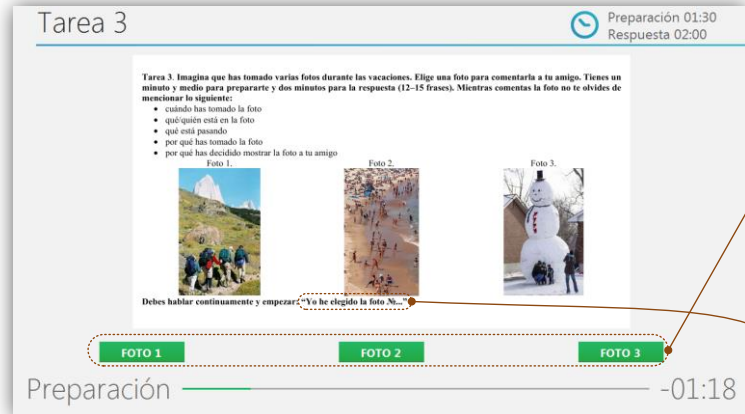 Tarea 3
Preparación 01:30
Respuesta 02:00
Tarea 3. Imagina que has tomado varias fotos durante las vacaciones. Elige una foto para comentarla a tu amigo. Tienes un
minuto y medio para prepararte y dos minutos para la respuesta (12–15 frases). Mientras comentas la foto no te olvides de
mencionar lo siguiente:
• cuándo has tomado la foto
• qué/quién está en la foto
• qué está pasando
• por qué has tomado la foto
• por qué has decidido mostrar la foto a tu amigo
Foto 1. Foto 2. Foto 3.
Debes hablar continuamente y empezar: “Yo he elegido la foto №...”
FOTO 1 FOTO 2 FOTO 3
Preparación -01:18